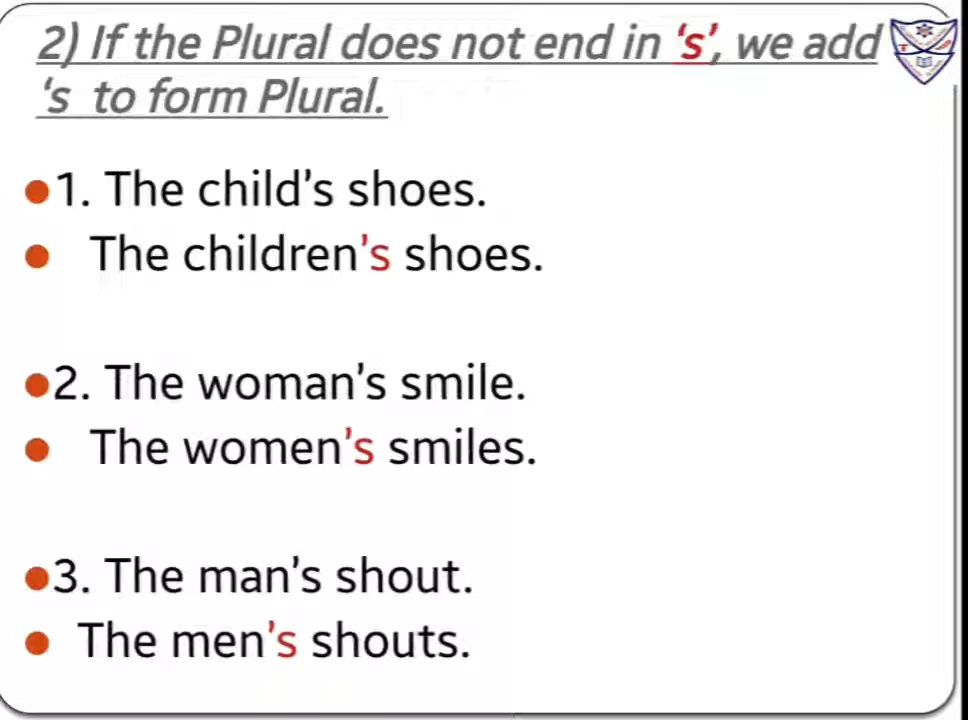 2) If the Plural does not end in ‘s’, we add
‘s to form Plural.
1. The child’s shoes.
The children’s shoes.
2. The woman’s smile.
The women’s smiles.
3. The man’s shout.
The men’s shouts.